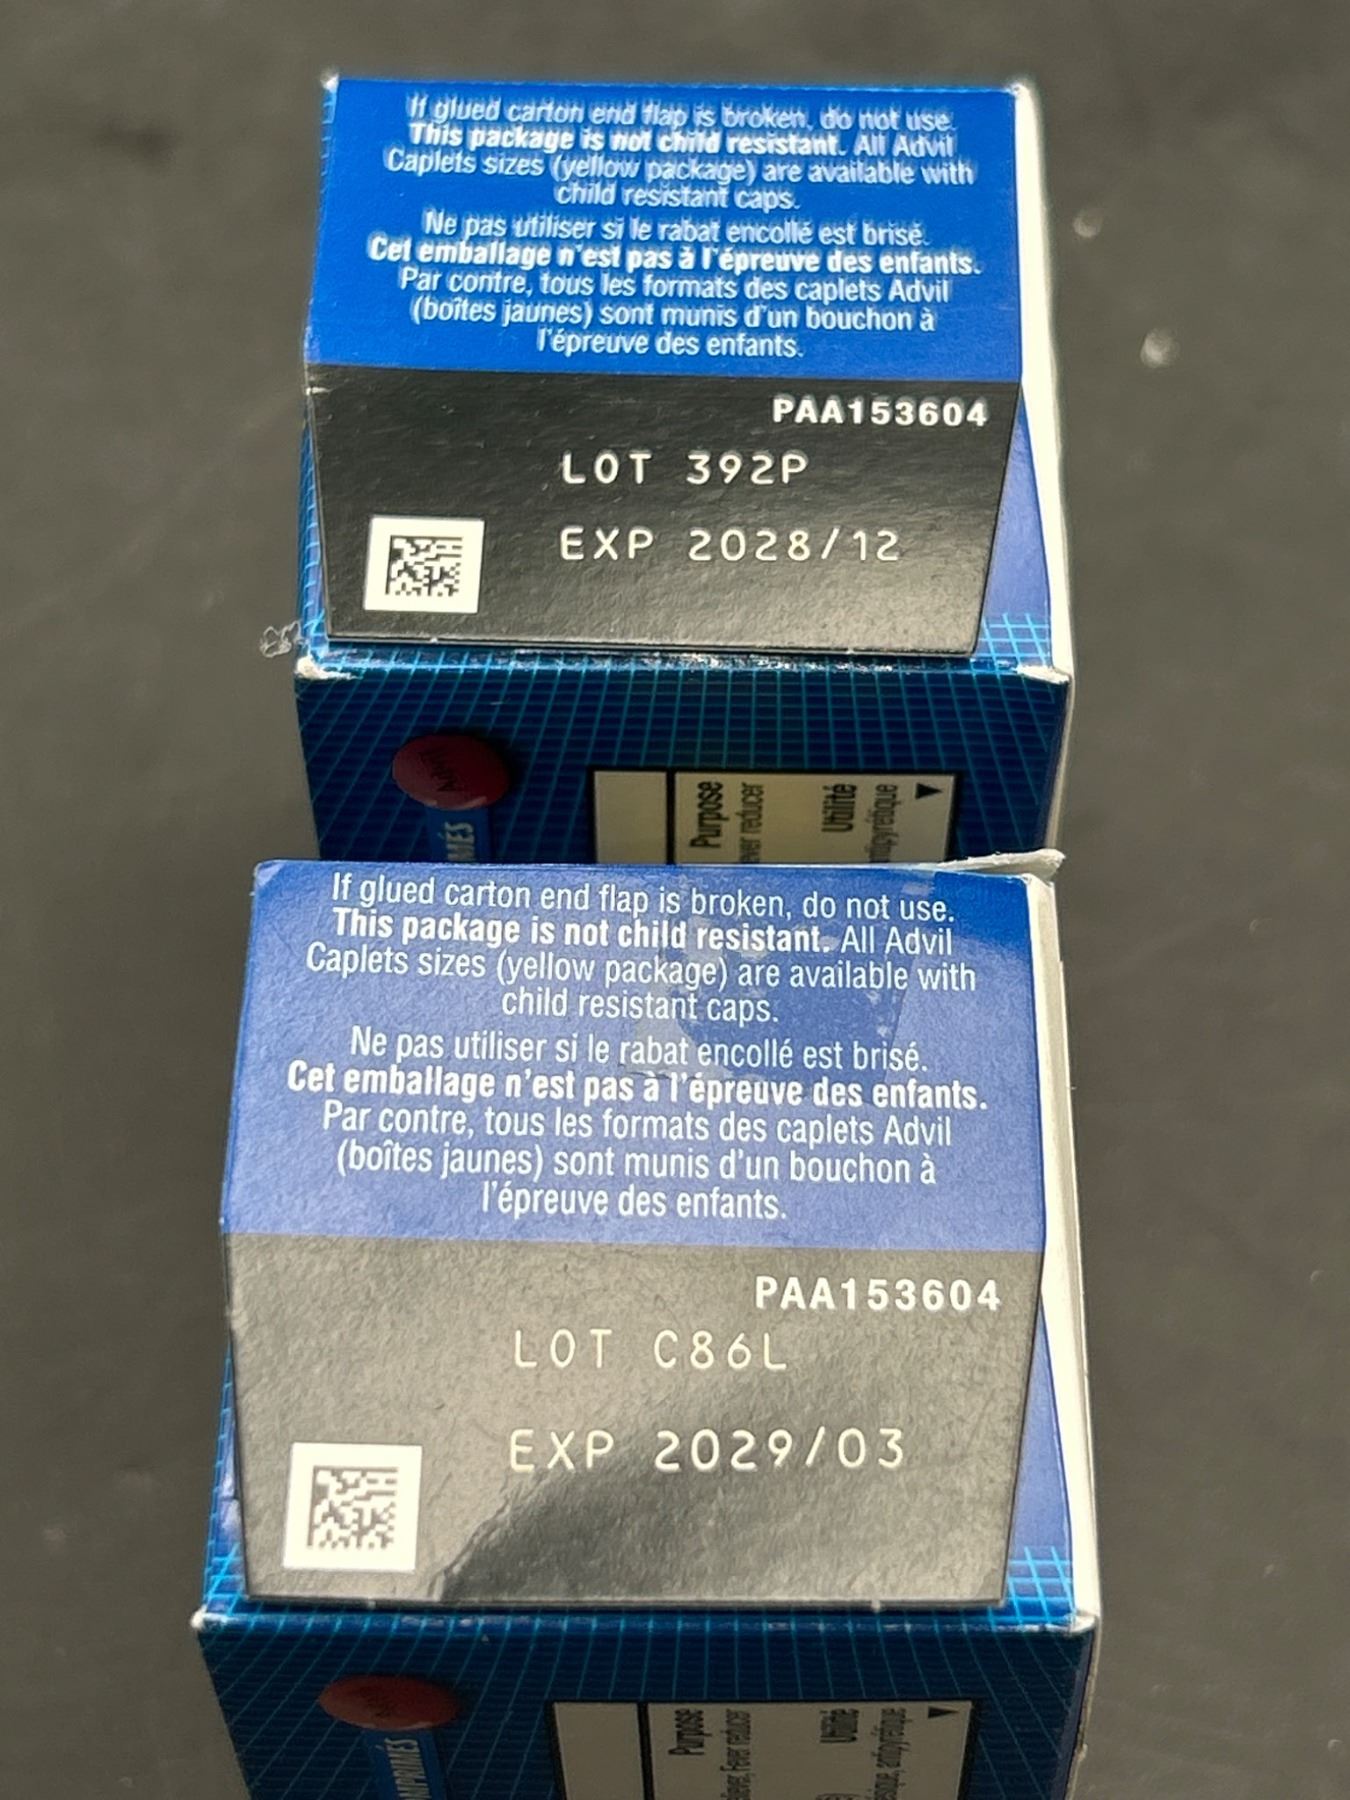 If glued carton end flap is broken, do not use.
This package is not child resistant. All Advil
Caplets sizes (yellow package) are available with
child resistant caps.
Ne pas utiliser si le rabat encollé est brisé.
Cet emballage n'est pas à l'épreuve des enfants.
Par contre, tous les formats des caplets Advil
(boîtes jaunes) sont munis d'un bouchon à
l'épreuve des enfants.
PAA153604
LOT 392P
EXP 2028/12
Advil
Purpose
reducer
Utilité
antipyrétique
If glued carton end flap is broken, do not use.
This package is not child resistant. All Advil
Caplets sizes (yellow package) are available with
child resistant caps.
Ne pas utiliser si le rabat encollé est brisé.
Cet emballage n'est pas à l'épreuve des enfants.
Par contre, tous les formats des caplets Advil
(boîtes jaunes) sont munis d'un bouchon à
l'épreuve des enfants.
PAA153604
LOT C86L
EXP 2029/03
Purpose
Fever reducer
Utilité
antipyrétique